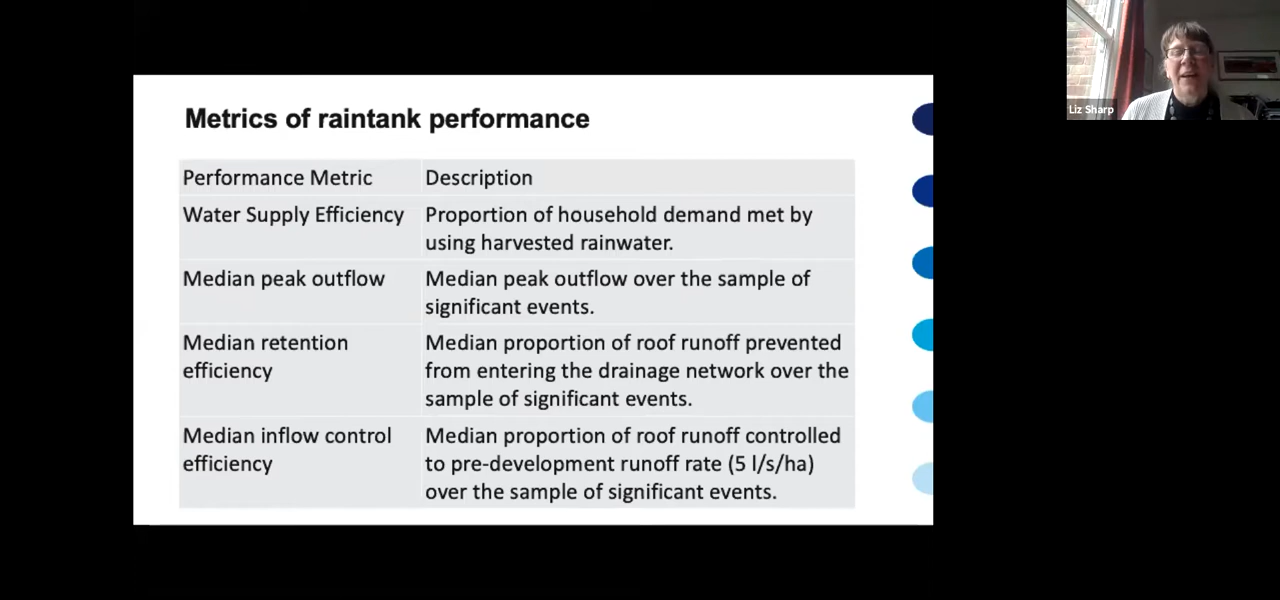 Metrics of raintank performance
Performance Metric
Description
Water Supply Efficiency
Proportion of household demand met by
using harvested rainwater.
Median peak outflow
Median peak outflow over the sample of
significant events.
Median retention
efficiency
Median proportion of roof runoff prevented
from entering the drainage network over the
sample of significant events.
Median inflow control
efficiency
Median proportion of roof runoff controlled
to pre-development runoff rate (5 l/s/ha)
over the sample of significant events.
Liz Sharp